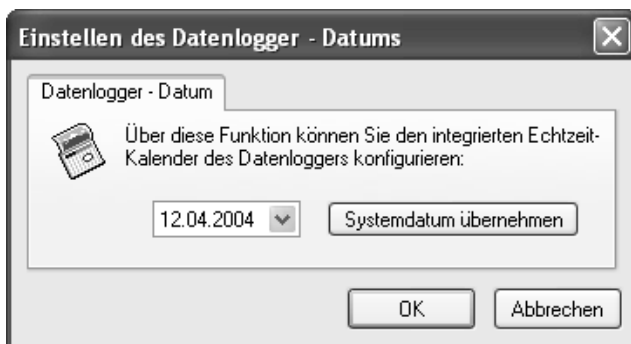 Einstellen des Datenlogger - Datums
Datenlogger - Datum
Über diese Funktion können Sie den integrierten Echtzeit-
Kalender des Datenloggers konfigurieren:
12.04.2004
Systemdatum übernehmen
OK
Abbrechen